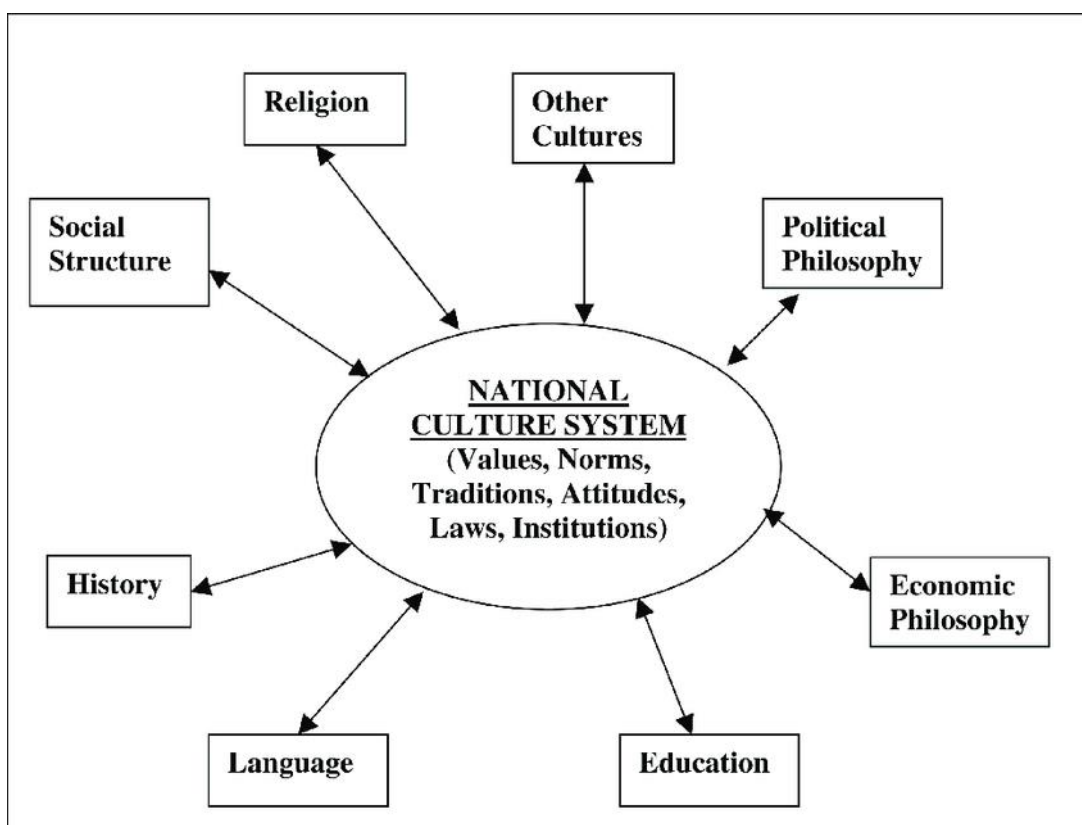 Religion
Other
Cultures
Social
Structure
Political
Philosophy
NATIONAL
CULTURE SYSTEM
(Values, Norms,
Traditions, Attitudes,
Laws, Institutions)
History
Economic
Philosophy
Language
Education